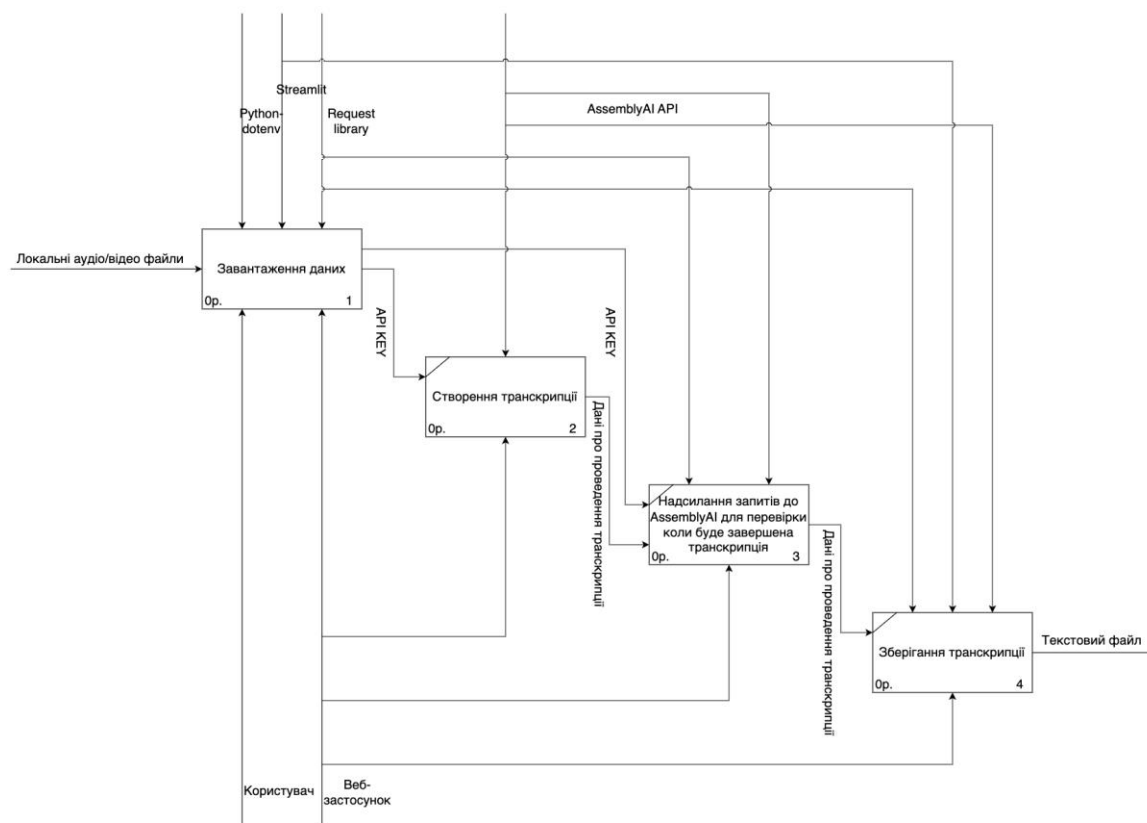 Streamlit
Python-
dotenv
Request
library
AssemblyAI API
Локальні аудіо/відео файли
Завантаження даних
0р.
1
API KEY
API KEY
Створення транскрипції
0р.
2
Дані про проведення транскрипції
Надсилання запитів до
AssemblyAI для перевірки
коли буде завершена
транскрипція
0р.
3
Дані про проведення транскрипції
Зберігання транскрипції
0р.
4
Текстовий файл
Користувач
Веб-
застосунок